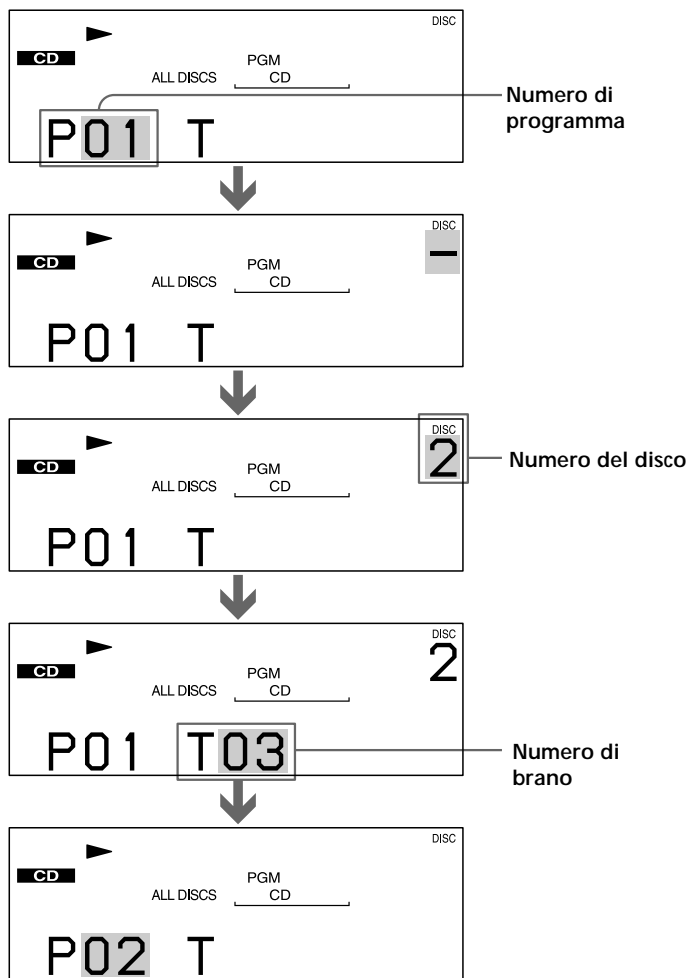 DISC
CD
PGM
ALL DISCS CD
Numero di
programma
P01 T
DISC
–
CD
PGM
ALL DISCS CD
P01 T
DISC
2
CD
PGM
ALL DISCS CD
Numero del disco
P01 T
DISC
2
CD
PGM
ALL DISCS CD
P01 T03
Numero di
brano
DISC
CD
PGM
ALL DISCS CD
P02 T